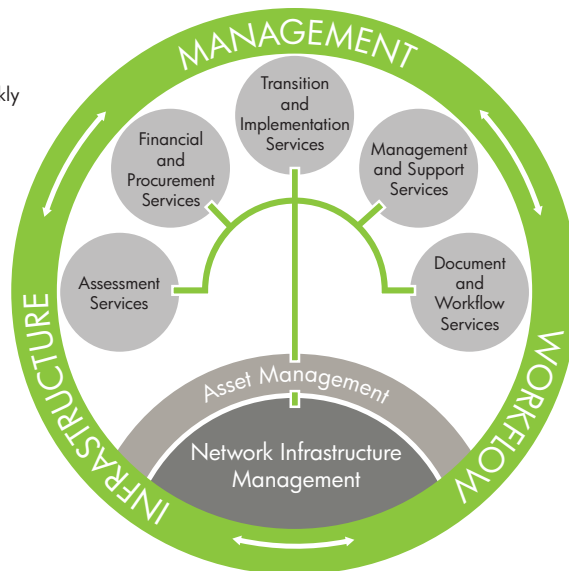 MANAGEMENT
Transition
and
Implementation
Services
Financial
and
Procurement
Services
Management
and Support
Services
Assessment
Services
Document
and
Workflow
Services
INFRASTRUCTURE
WORKFLOW
Asset Management
Network Infrastructure
Management